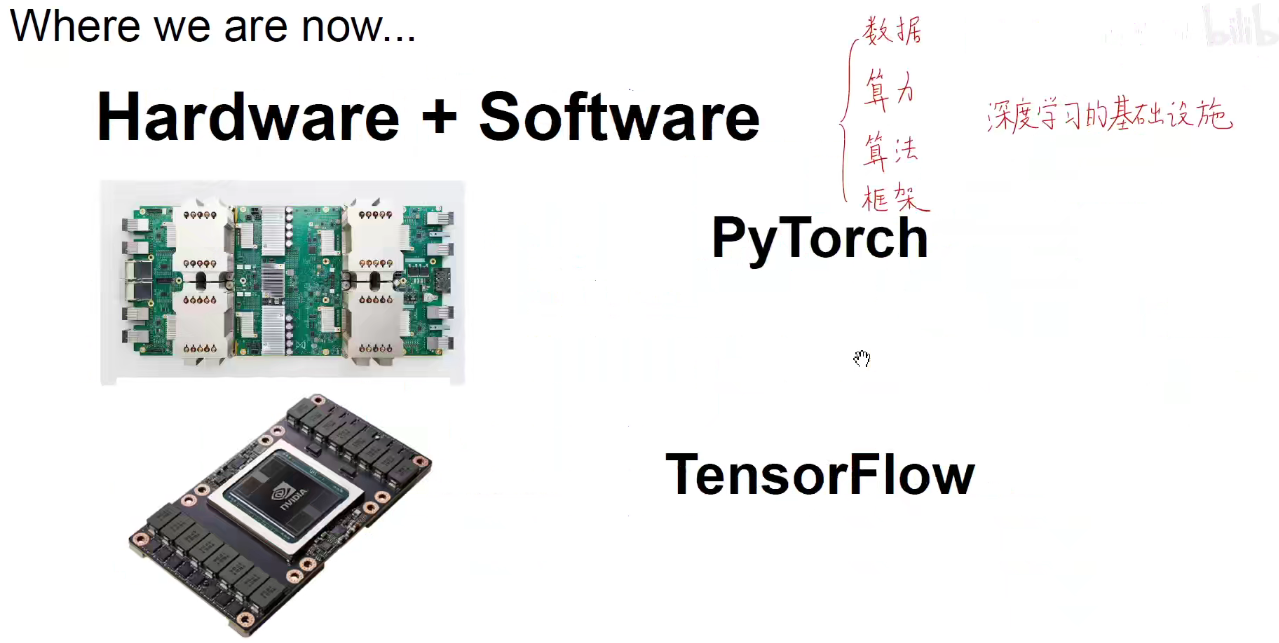 Where we are now...
Hardware + Software
数据
算力
算法
框架
深度学习的基础设施
PyTorch
TensorFlow
NVIDIA
bilib